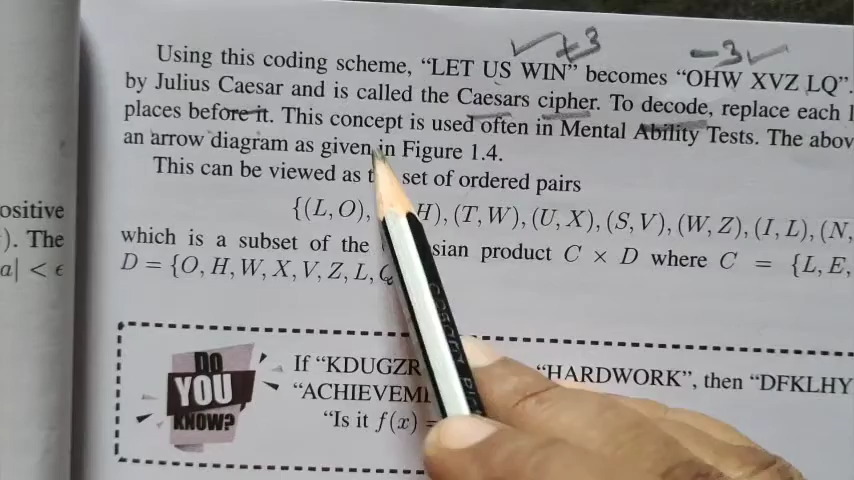 +3
-3
Using this coding scheme, “LET US WIN” becomes “OHW XVZ LQ”.
by Julius Caesar and is called the Caesars cipher. To decode, replace each
places before it. This concept is used often in Mental Ability Tests. The
an arrow diagram as given in Figure 1.4.
This can be viewed as set of ordered pairs
ositive
{(L, O), H), (T, W), (U, X), (S, V), (W, Z), (I, L), (N,
). The
which is a subset of the product C × D where C = {L, E,
a| < ϵ
D = {O, H, W, X, V, Z, L,
DO
YOU
KNOW?
If “KDUGZR “HARDWORK”, then “DFKLHY
“ACHIEVEM
“Is it f(x) =